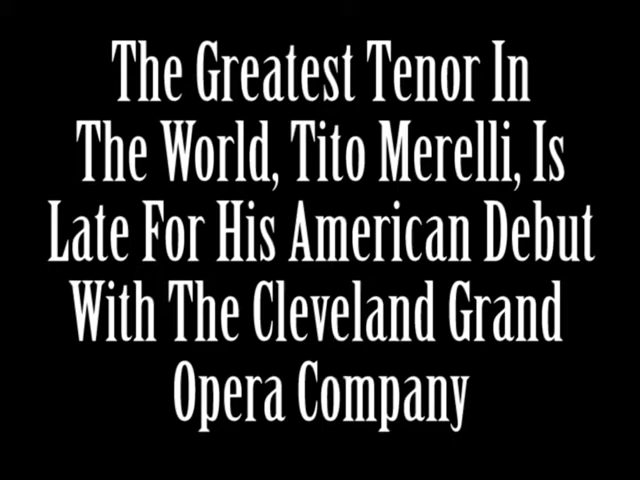 The Greatest Tenor In
The World, Tito Merelli, Is
Late For His American Debut
With The Cleveland Grand
Opera Company